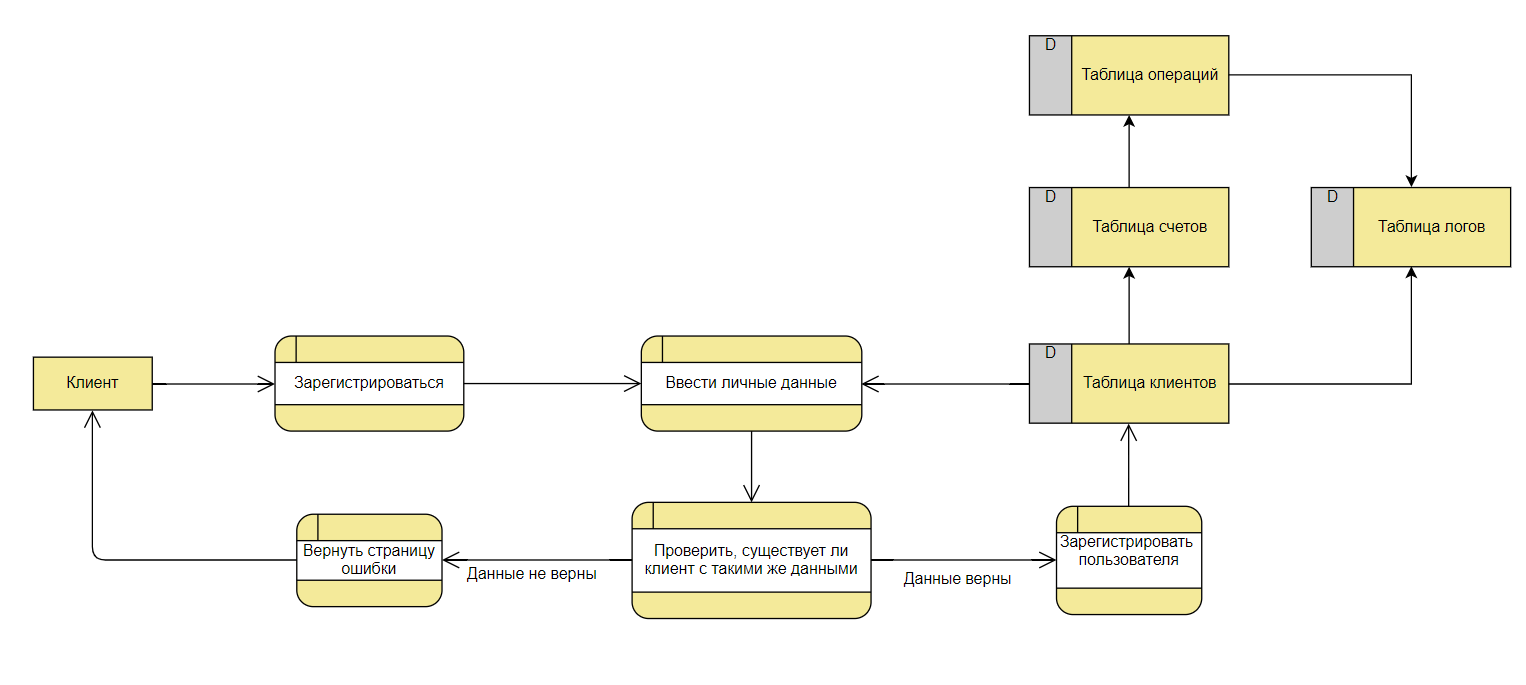 D
Таблица операций
D
Таблица счетов
D
Таблица логов
Клиент
Зарегистрироваться
Ввести личные данные
D
Таблица клиентов
Вернуть страницу
ошибки
Данные не верны
Проверить, существует ли
клиент с такими же данными
Данные верны
Зарегистрировать
пользователя